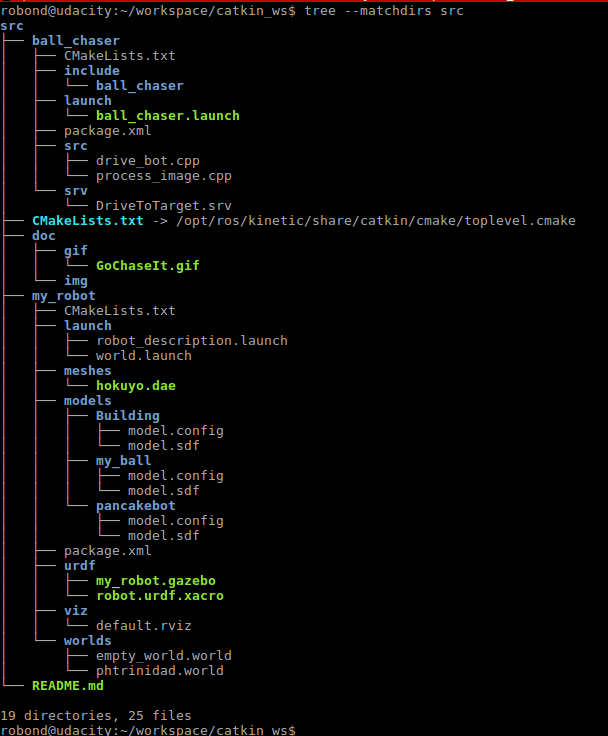 robond@udacity:~/workspace/catkin_ws$ tree --matchdirs src
src
├── ball_chaser
│   ├── CMakeLists.txt
│   ├── include
│   │   └── ball_chaser
│   ├── launch
│   │   └── ball_chaser.launch
│   ├── package.xml
│   ├── src
│   │   ├── drive_bot.cpp
│   │   └── process_image.cpp
│   └── srv
│       └── DriveToTarget.srv
├── CMakeLists.txt -> /opt/ros/kinetic/share/catkin/cmake/toplevel.cmake
├── doc
│   ├── gif
│   │   └── GoChaseIt.gif
│   └── img
├── my_robot
│   ├── CMakeLists.txt
│   ├── launch
│   │   ├── robot_description.launch
│   │   └── world.launch
│   ├── meshes
│   │   └── hokuyo.dae
│   ├── models
│   │   ├── Building
│   │   │   ├── model.config
│   │   │   └── model.sdf
│   │   ├── my_ball
│   │   │   ├── model.config
│   │   │   └── model.sdf
│   │   └── pancakebot
│   │       ├── model.config
│   │       └── model.sdf
│   ├── package.xml
│   ├── urdf
│   │   ├── my_robot.gazebo
│   │   └── robot.urdf.xacro
│   ├── viz
│   │   └── default.rviz
│   └── worlds
│       ├── empty_world.world
│       └── phtrinidad.world
└── README.md

19 directories, 25 files
robond@udacity:~/workspace/catkin_ws$